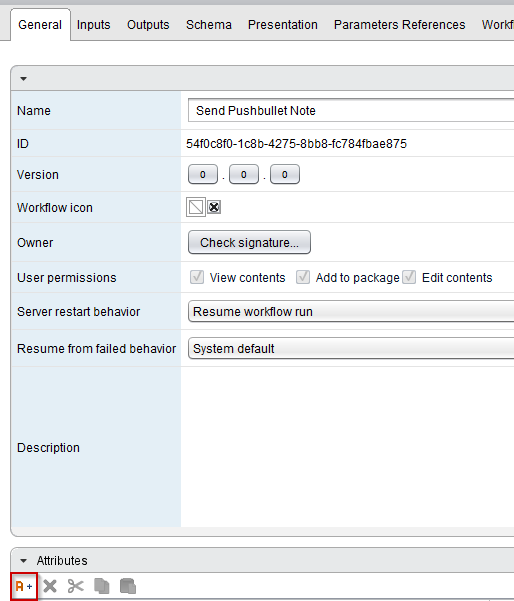 General Inputs Outputs Schema Presentation Parameters References
Name Send Pushbullet Note
ID 54f0c8f0-1c8b-4275-8bb8-fc784fbae875
Version 0 . 0 . 0
Workflow icon
Owner Check signature...
User permissions View contents Add to package Edit contents
Server restart behavior Resume workflow run
Resume from failed behavior System default
Description
Attributes
A+